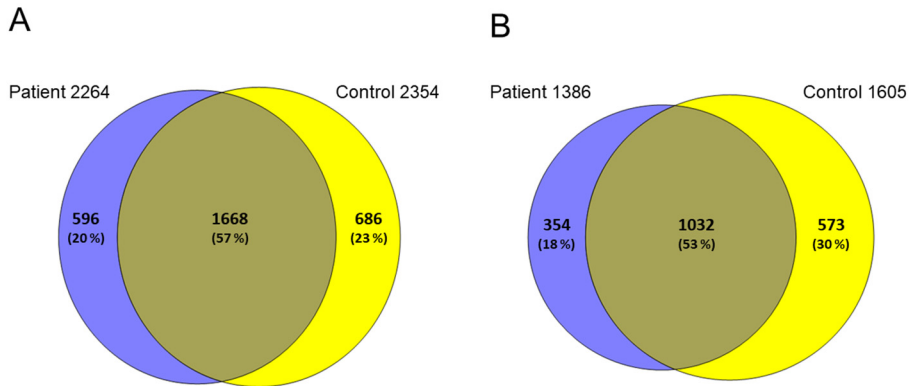 A
Patient 2264
Control 2354
596
(20 %)
1668
(57 %)
686
(23 %)
B
Patient 1386
Control 1605
354
(18 %)
1032
(53 %)
573
(30 %)